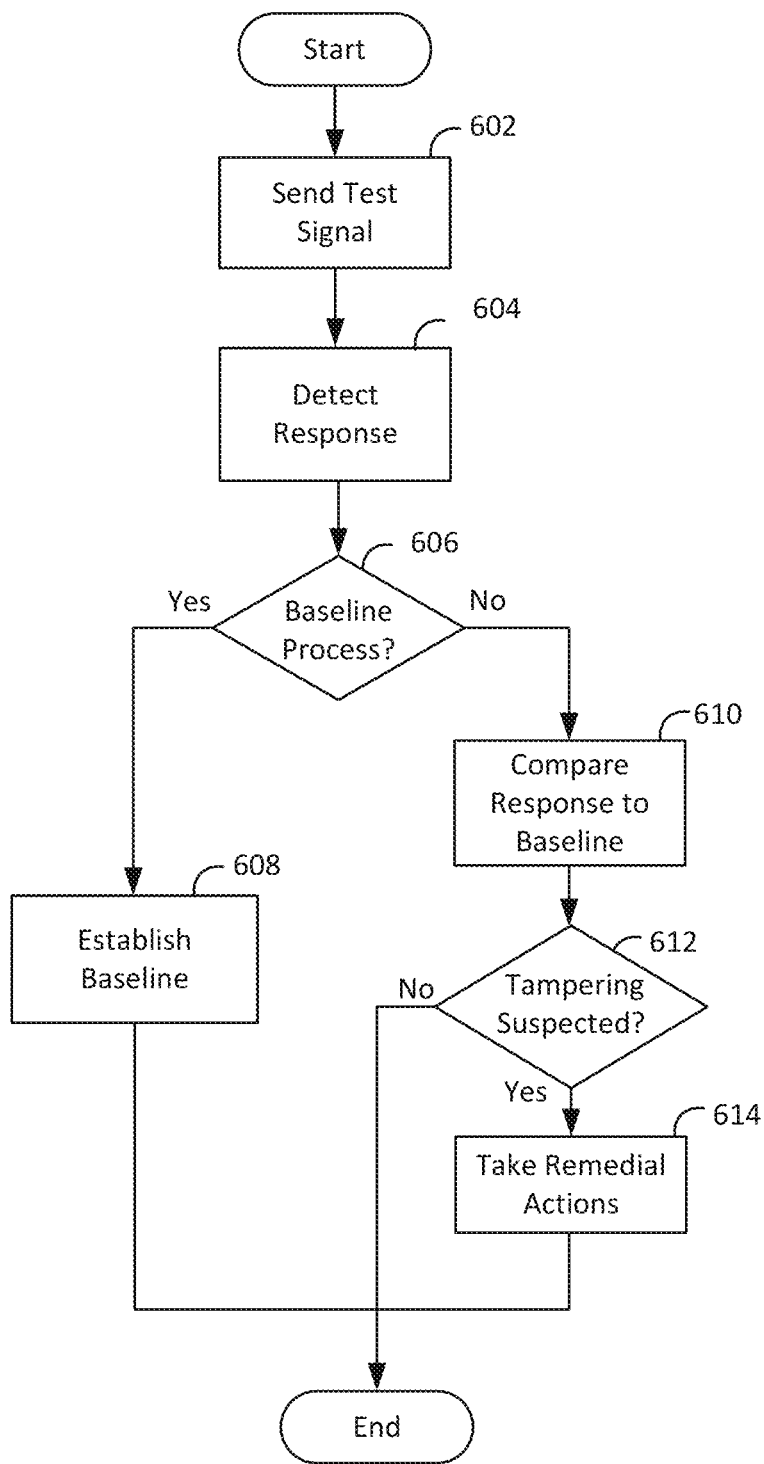 Start
602
Send Test
Signal
604
Detect
Response
606
Yes
No
Baseline
Process?
610
Compare
Response to
Baseline
608
Establish
Baseline
612
No
Tampering
Suspected?
Yes
614
Take Remedial
Actions
End